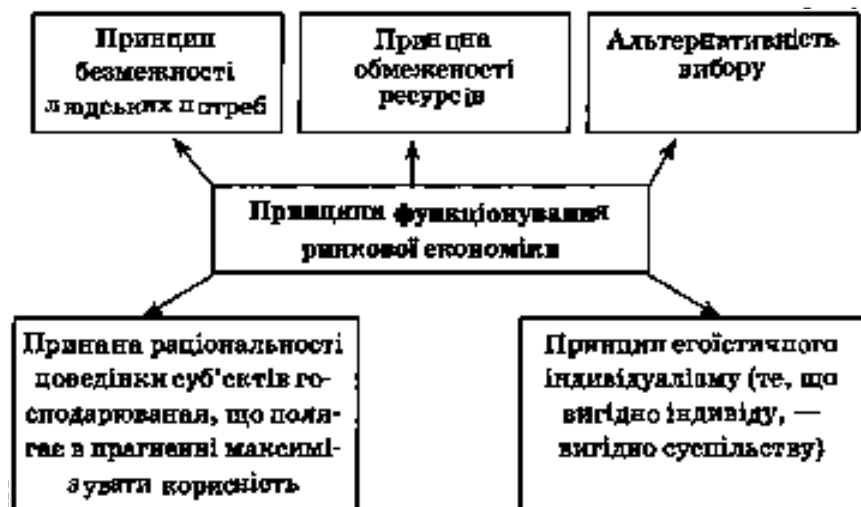 Принцип
безмежності
людських потреб
Принцип
обмеженості
ресурсів
Альтернативність
вибору
Принципи функціонування
ринкової економіки
Принцип раціональності
поведінки суб'єктів го-
сподарювання, що поля-
гає в прагненні максимі-
зувати корисність
Принцип егоїстичного
індивідуалізму (те, що
вигідно індивіду, —
вигідно суспільству)